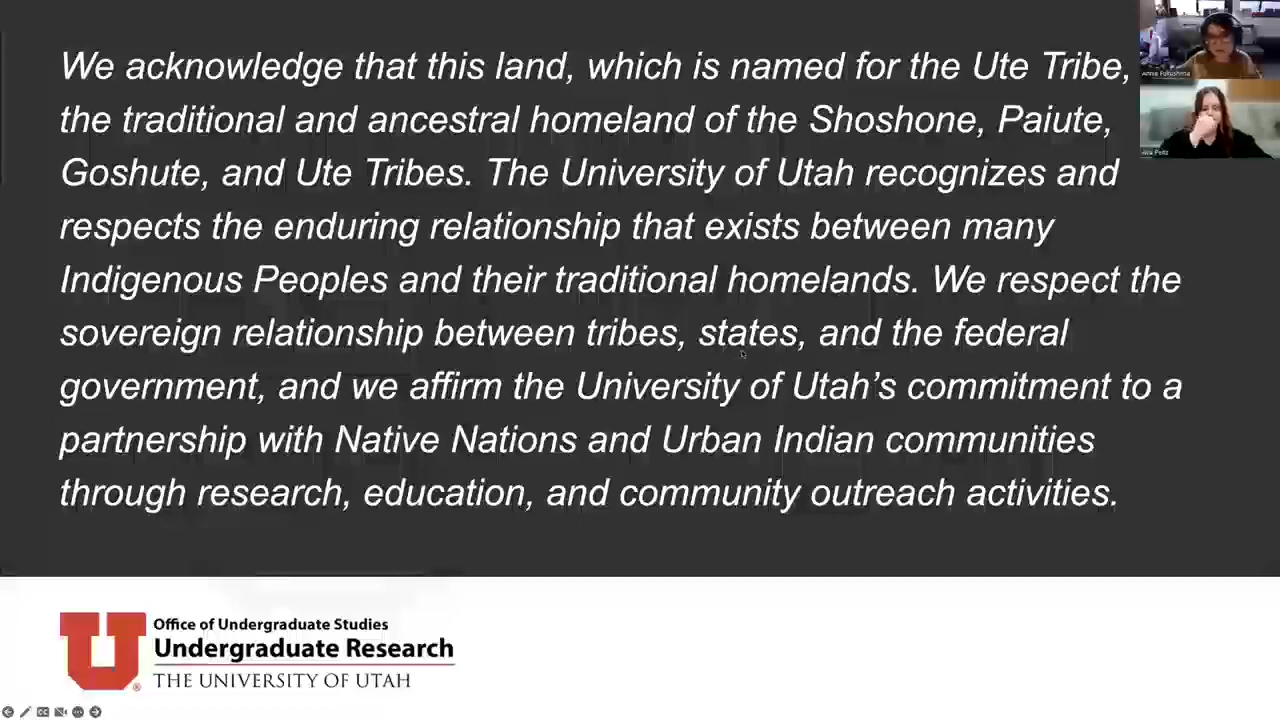 We acknowledge that this land, which is named for the Ute Tribe,
the traditional and ancestral homeland of the Shoshone, Paiute,
Goshute, and Ute Tribes. The University of Utah recognizes and
respects the enduring relationship that exists between many
Indigenous Peoples and their traditional homelands. We respect the
sovereign relationship between tribes, states, and the federal
government, and we affirm the University of Utah’s commitment to a
partnership with Native Nations and Urban Indian communities
through research, education, and community outreach activities.
Annie Fukushima
Peitz
U
Office of Undergraduate Studies
Undergraduate Research
THE UNIVERSITY OF UTAH